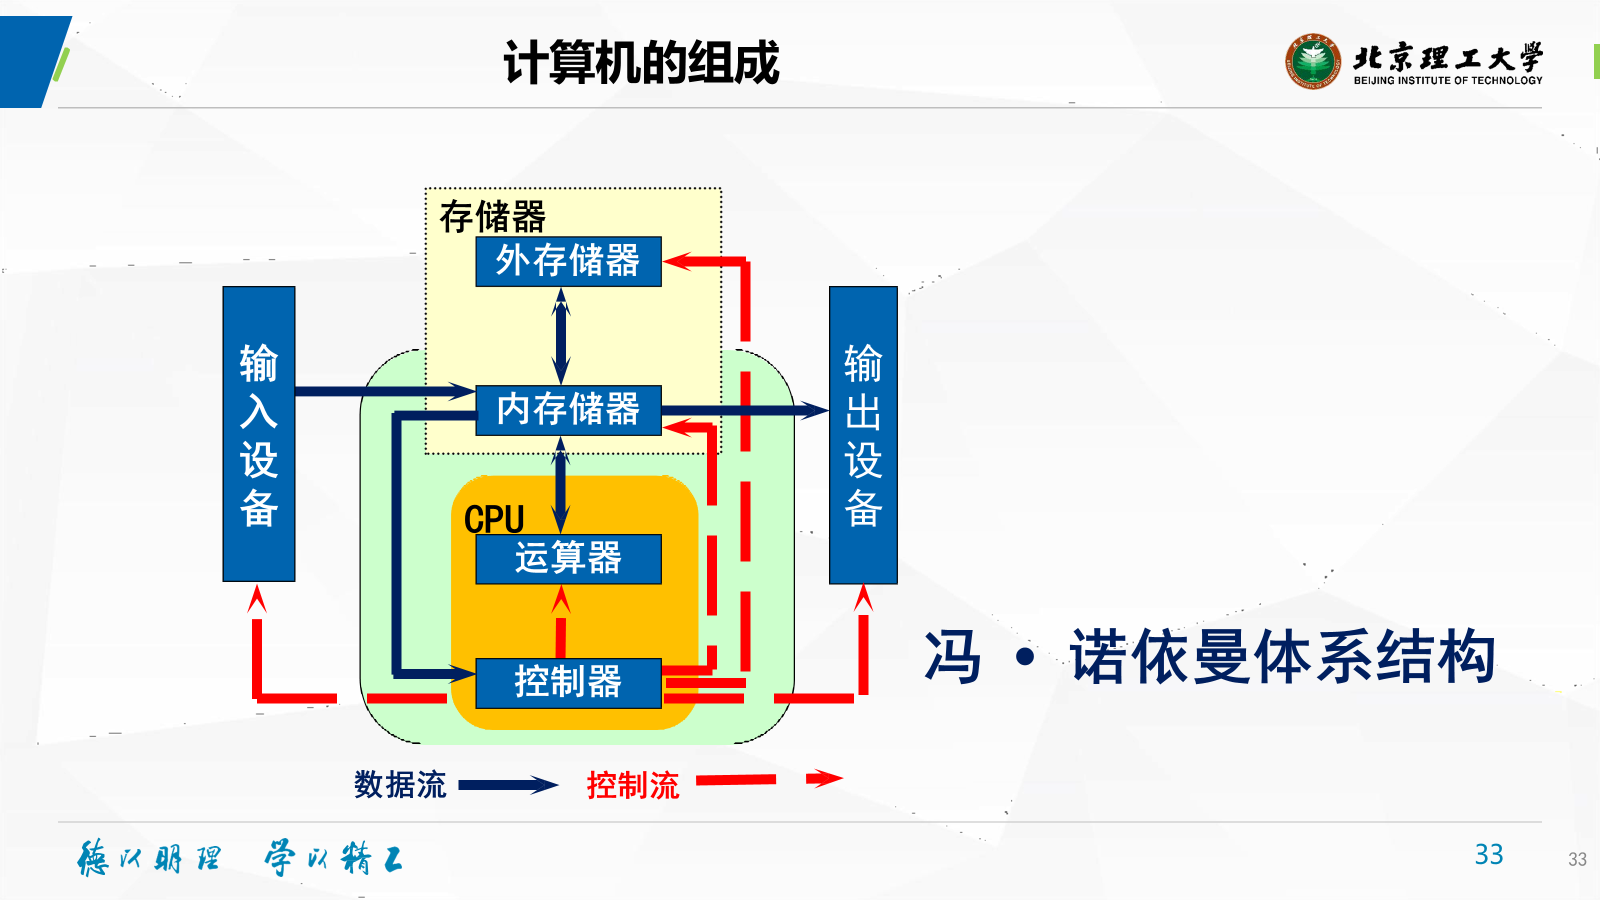 计算机的组成
北京理工大学
BEIJING INSTITUTE OF TECHNOLOGY
存储器
外存储器
输入设备
内存储器
输出设备
CPU
运算器
控制器
冯 • 诺依曼体系结构
数据流
控制流
德以明理 学以精工
33
33